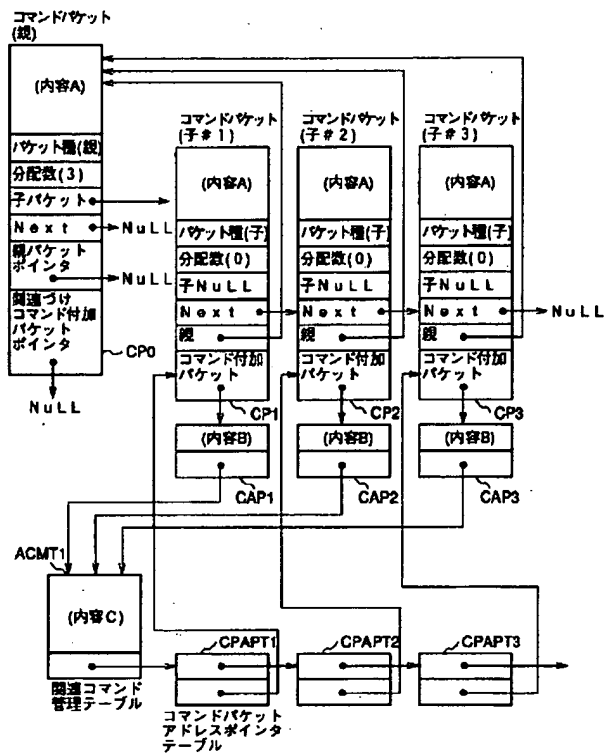 コマンドパケット
(親)
(内容A)
パケット種(親)
分配数(3)
子パケット
Next
NuLL
親パケット
ポインタ
NuLL
関連づけ
コマンド付加
パケット
ポインタ
CP0
NuLL
コマンドパケット
(子#1)
(内容A)
パケット種(子)
分配数(0)
子NuLL
Next
親
コマンド付加
パケット
CP1
(内容B)
CAP1
コマンドパケット
(子#2)
(内容A)
パケット種(子)
分配数(0)
子NuLL
Next
親
コマンド付加
パケット
CP2
(内容B)
CAP2
コマンドパケット
(子#3)
(内容A)
パケット種(子)
分配数(0)
子NuLL
Next
NuLL
親
コマンド付加
パケット
CP3
(内容B)
CAP3
ACMT1
(内容C)
関連コマンド
管理テーブル
CPAPT1
コマンドパケット
アドレスポインタ
テーブル
CPAPT2
CPAPT3